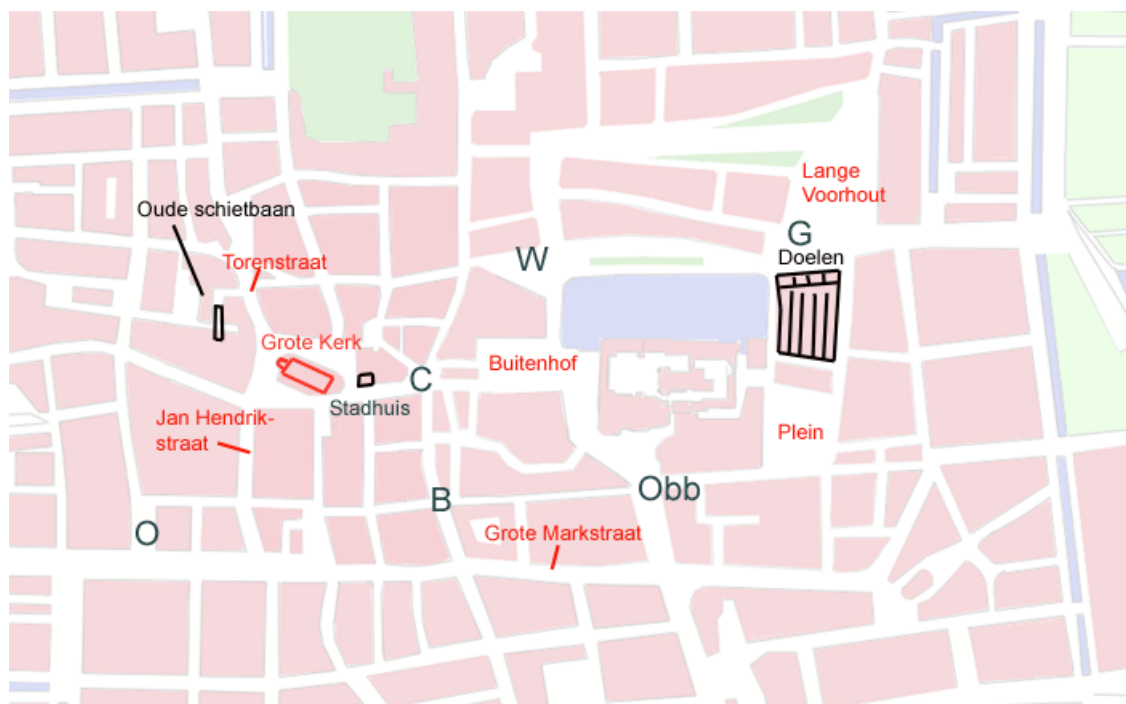 Lange
Voorhout
Oude schietbaan
G
Doelen
W
Torenstraat
Grote Kerk
Buitenhof
C
Stadhuis
Jan Hendrik-
straat
Plein
Obb
B
O
Grote Markstraat